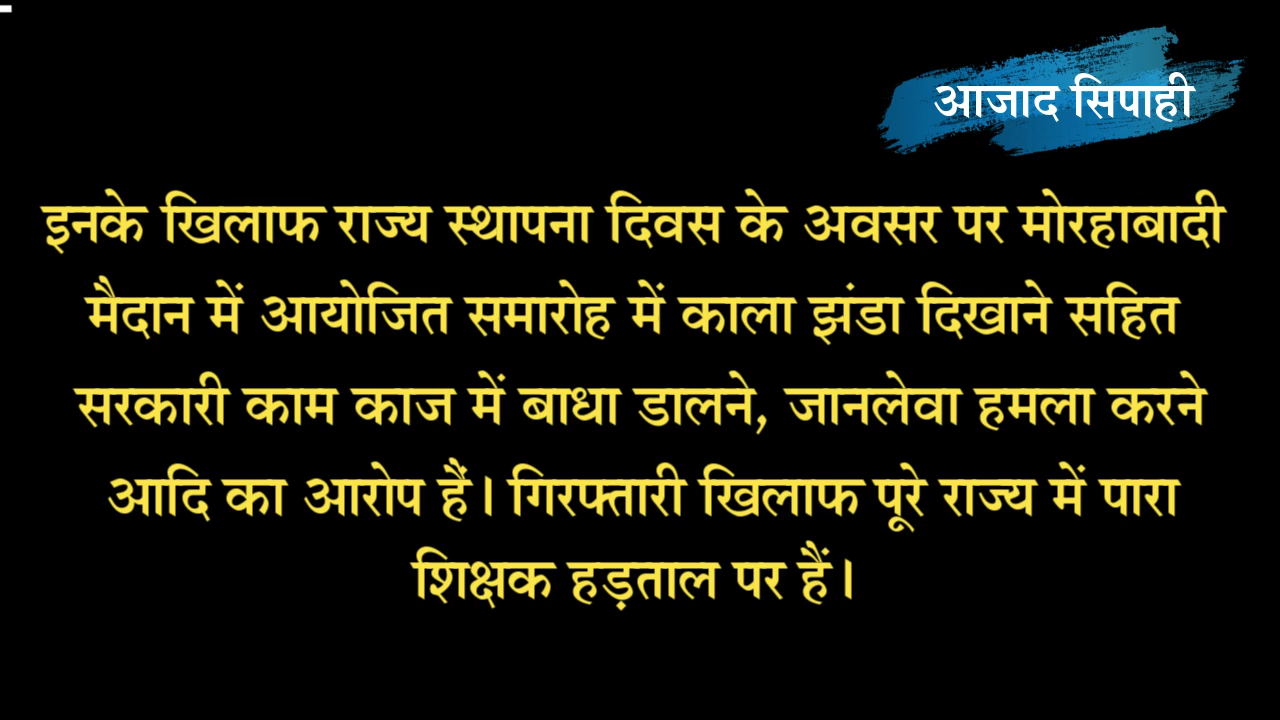 आजाद सिपाही
इनके खिलाफ राज्य स्थापना दिवस के अवसर पर मोरहाबादी
मैदान में आयोजित समारोह में काला झंडा दिखाने सहित
सरकारी काम काज में बाधा डालने, जानलेवा हमला करने
आदि का आरोप हैं। गिरफ्तारी खिलाफ पूरे राज्य में पारा
शिक्षक हड़ताल पर हैं।